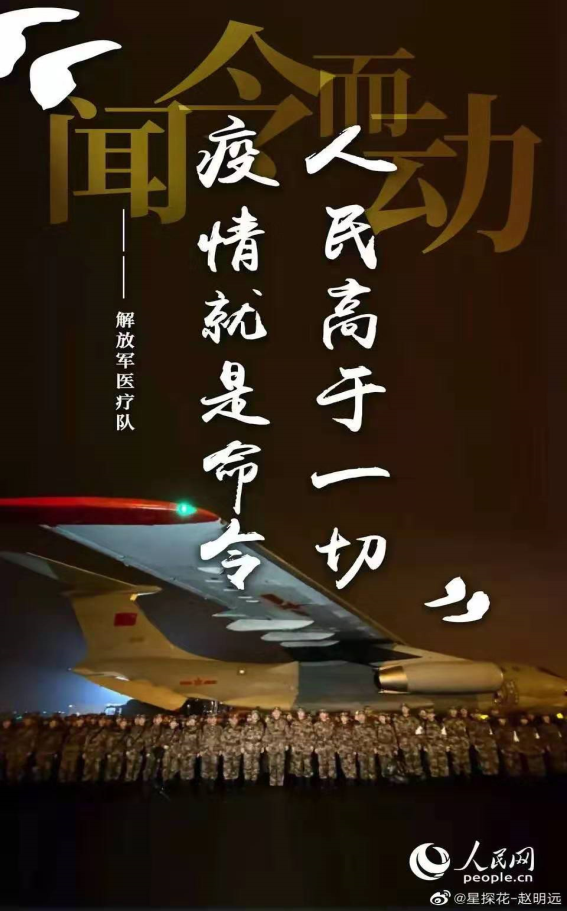 闻令而动
人民高于一切
疫情就是命令
——解放军医疗队
人民网
people.cn
@星探花-赵明远